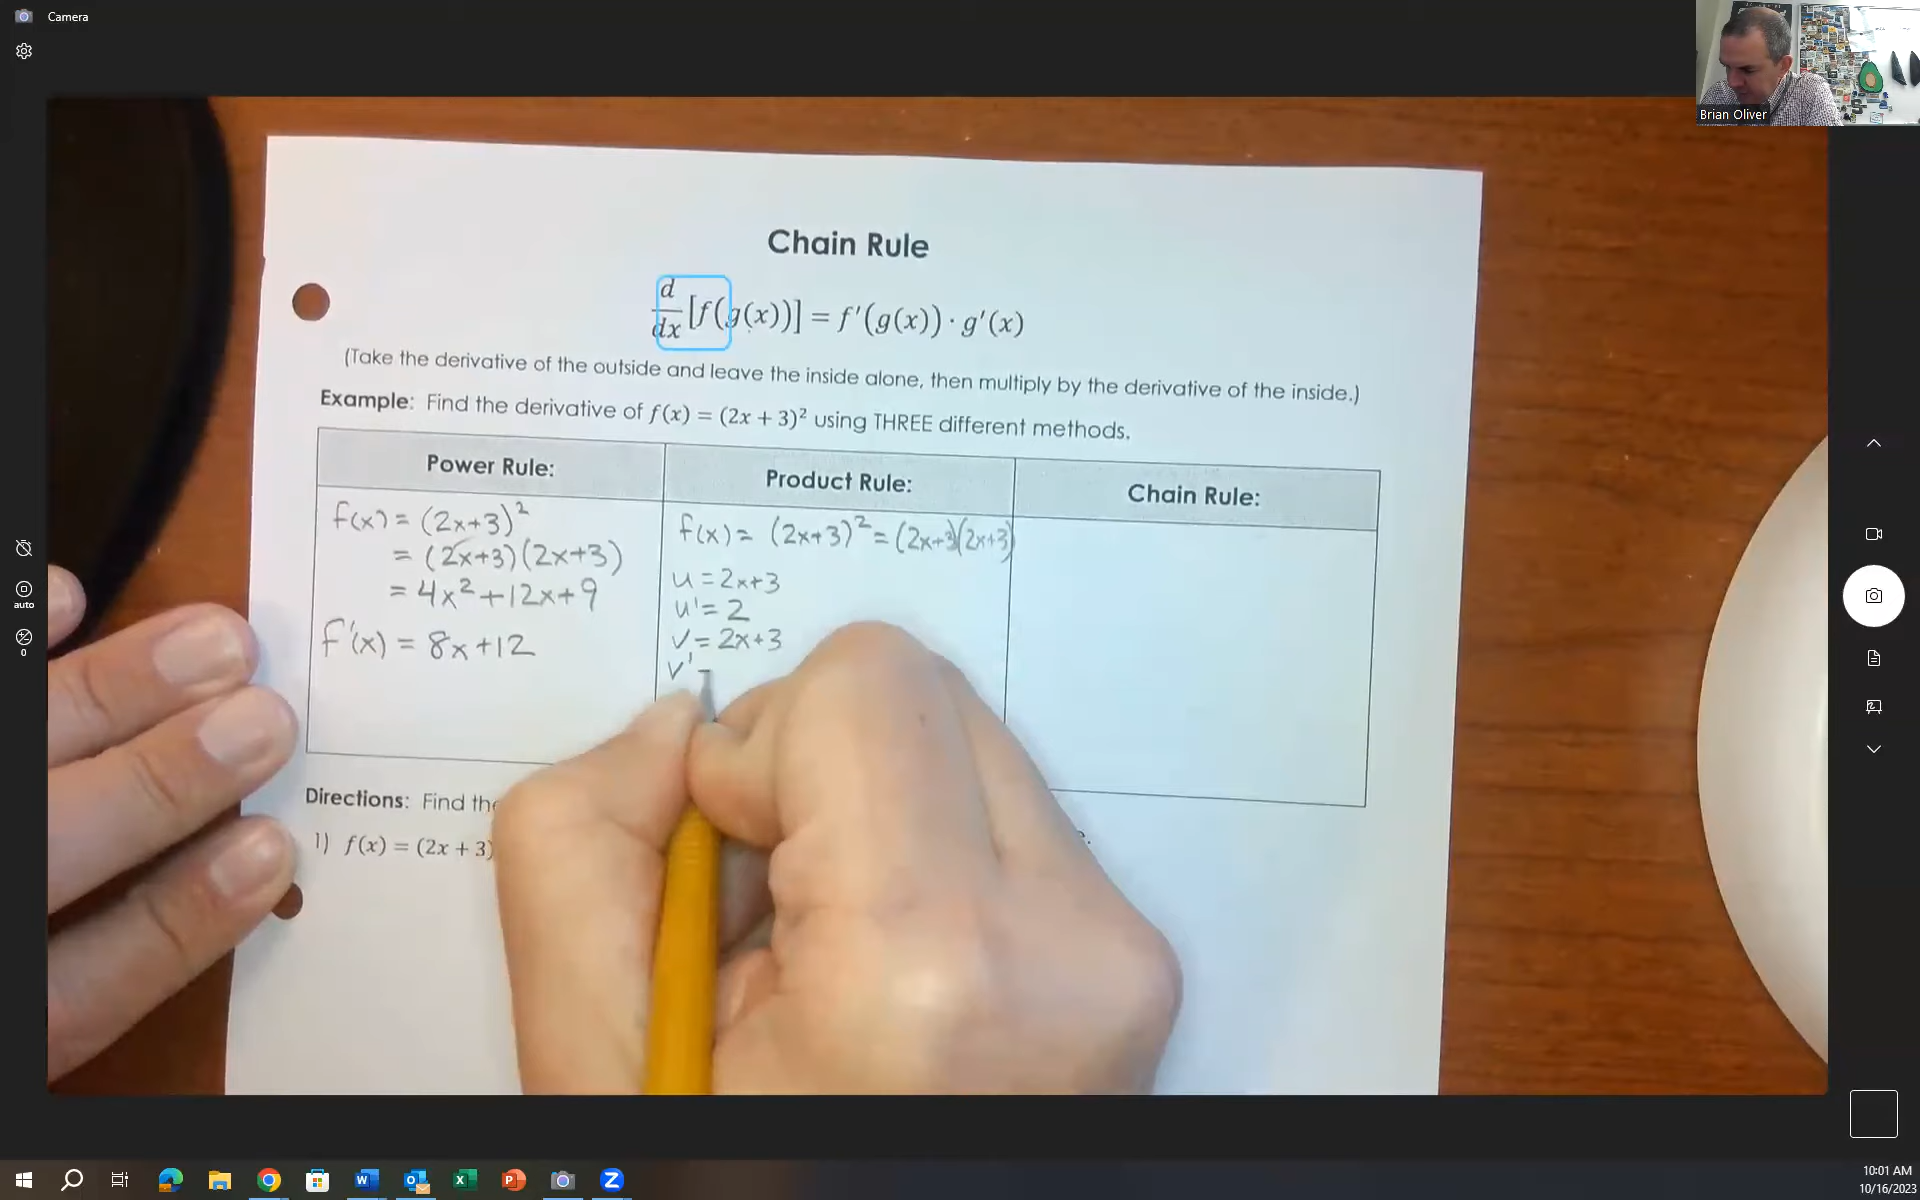 Camera
Brian Oliver
Chain Rule
d/dx [f(g(x))] = f'(g(x)) · g'(x)
(Take the derivative of the outside and leave the inside alone, then multiply by the derivative of the inside.)
Example: Find the derivative of f(x) = (2x + 3)² using THREE different methods.
Power Rule:
f(x) = (2x+3)²
= (2x+3)(2x+3)
= 4x²+12x+9
f'(x) = 8x+12
Product Rule:
f(x) = (2x+3)² = (2x+3)(2x+3)
u = 2x+3
u' = 2
v = 2x+3
v' =
Chain Rule:
Directions: Find the
1) f(x) = (2x + 3)
auto
0
10:01 AM
10/16/2023